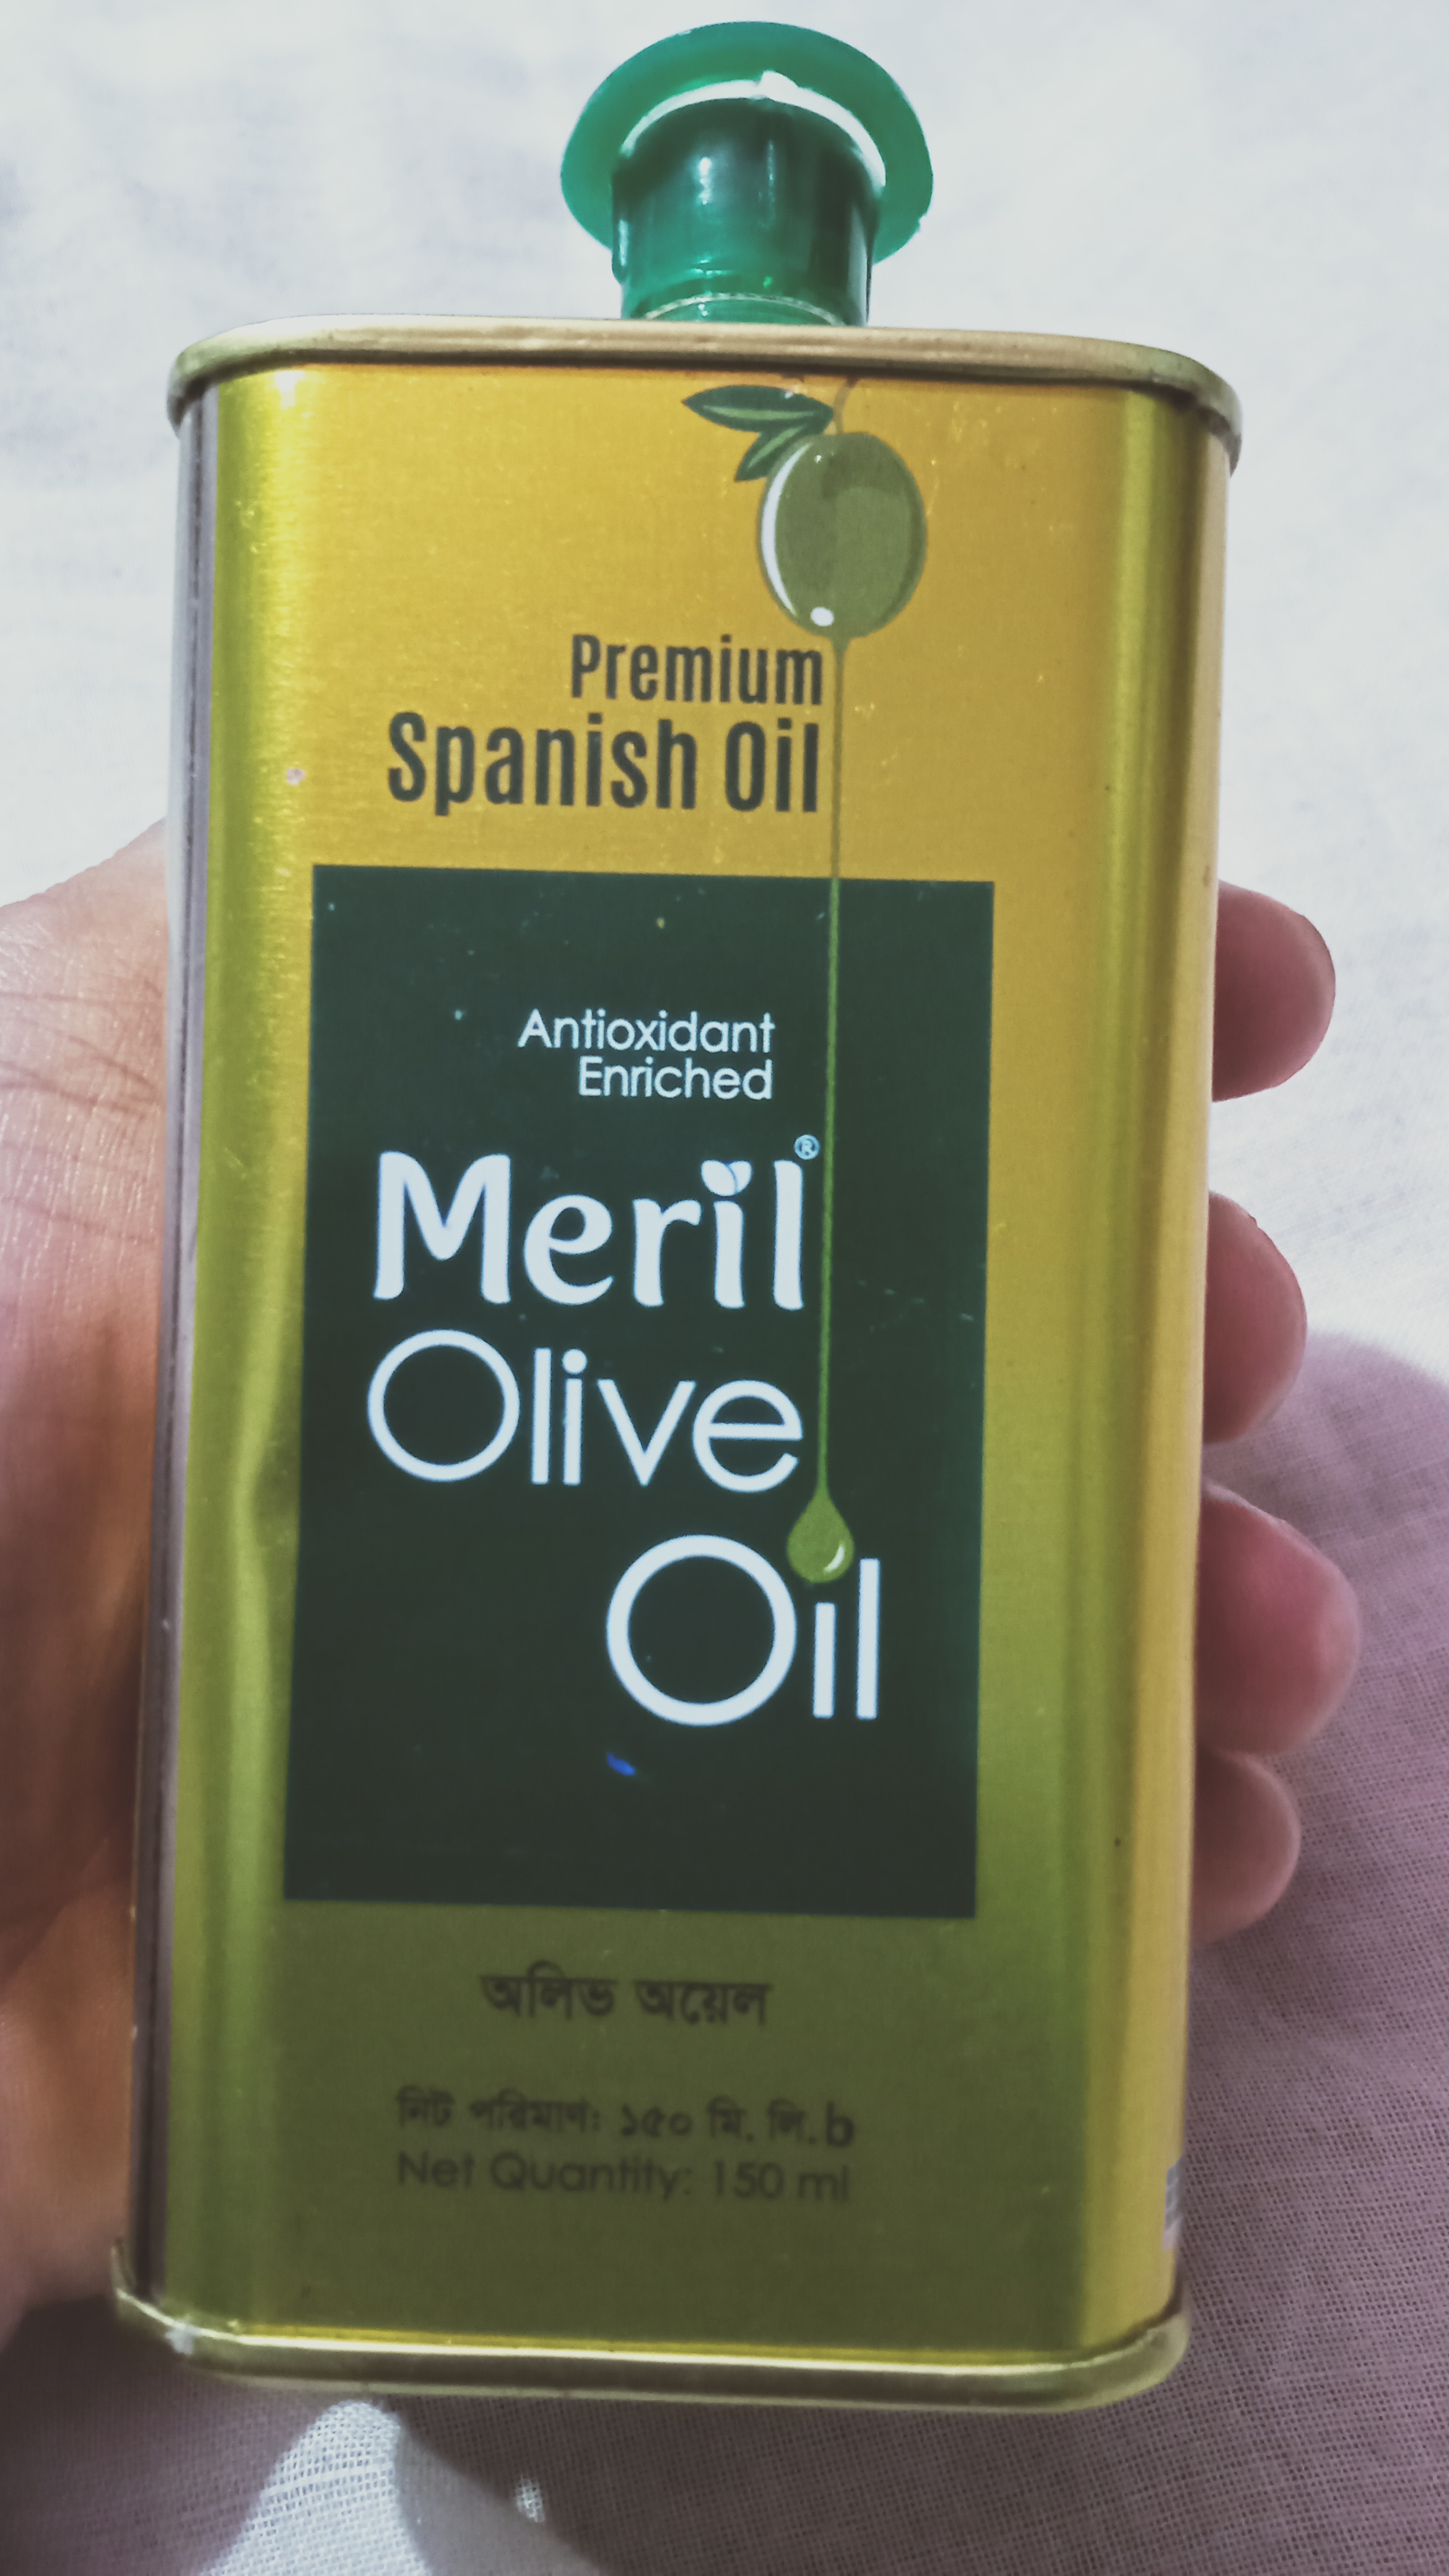 Premium
Spanish Oil
Antioxidant
Enriched
Meril®
Olive
Oil
অলিভ অয়েল
নিট পরিমাণ: ১৫০ মি. লি.b
Net Quantity: 150 ml